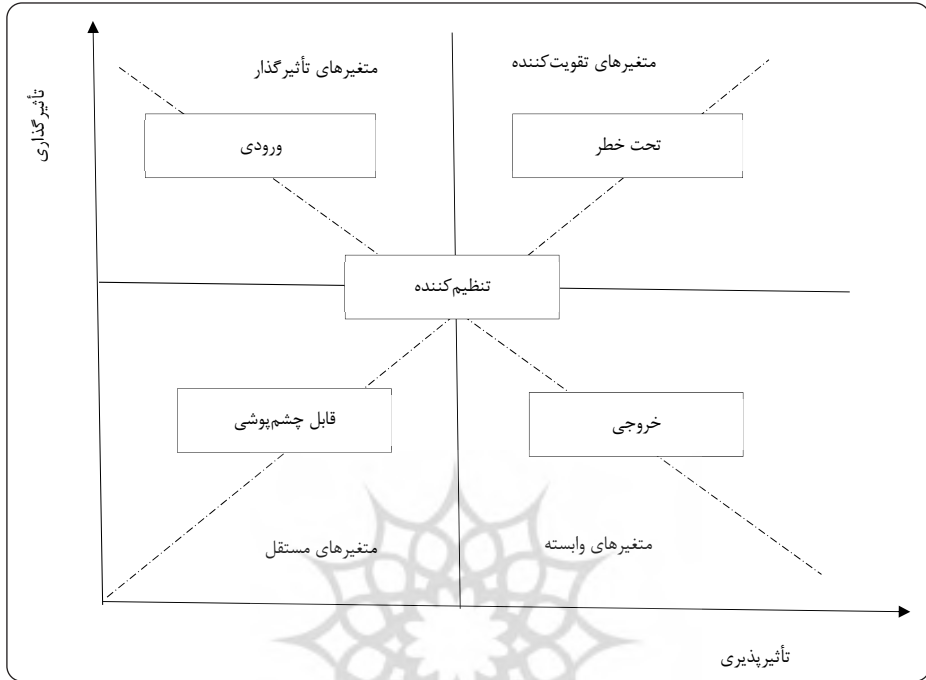 تأثیرگذاری
متغیرهای تقویت‌کننده
متغیرهای تأثیرگذار
تحت خطر
ورودی
تنظیم‌کننده
خروجی
قابل چشم‌پوشی
متغیرهای وابسته
متغیرهای مستقل
تأثیرپذیری